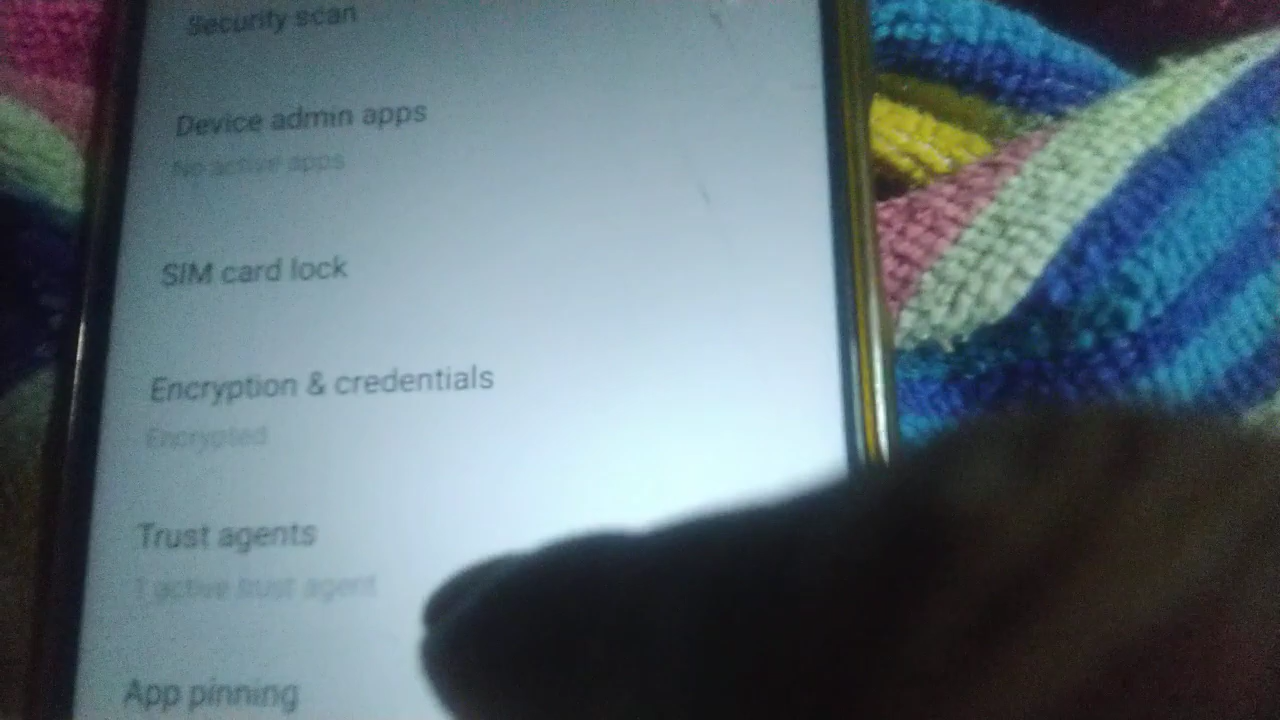 Security scan
Device admin apps
No active apps
SIM card lock
Encryption & credentials
Encrypted
Trust agents
1 active trust agent
App pinning